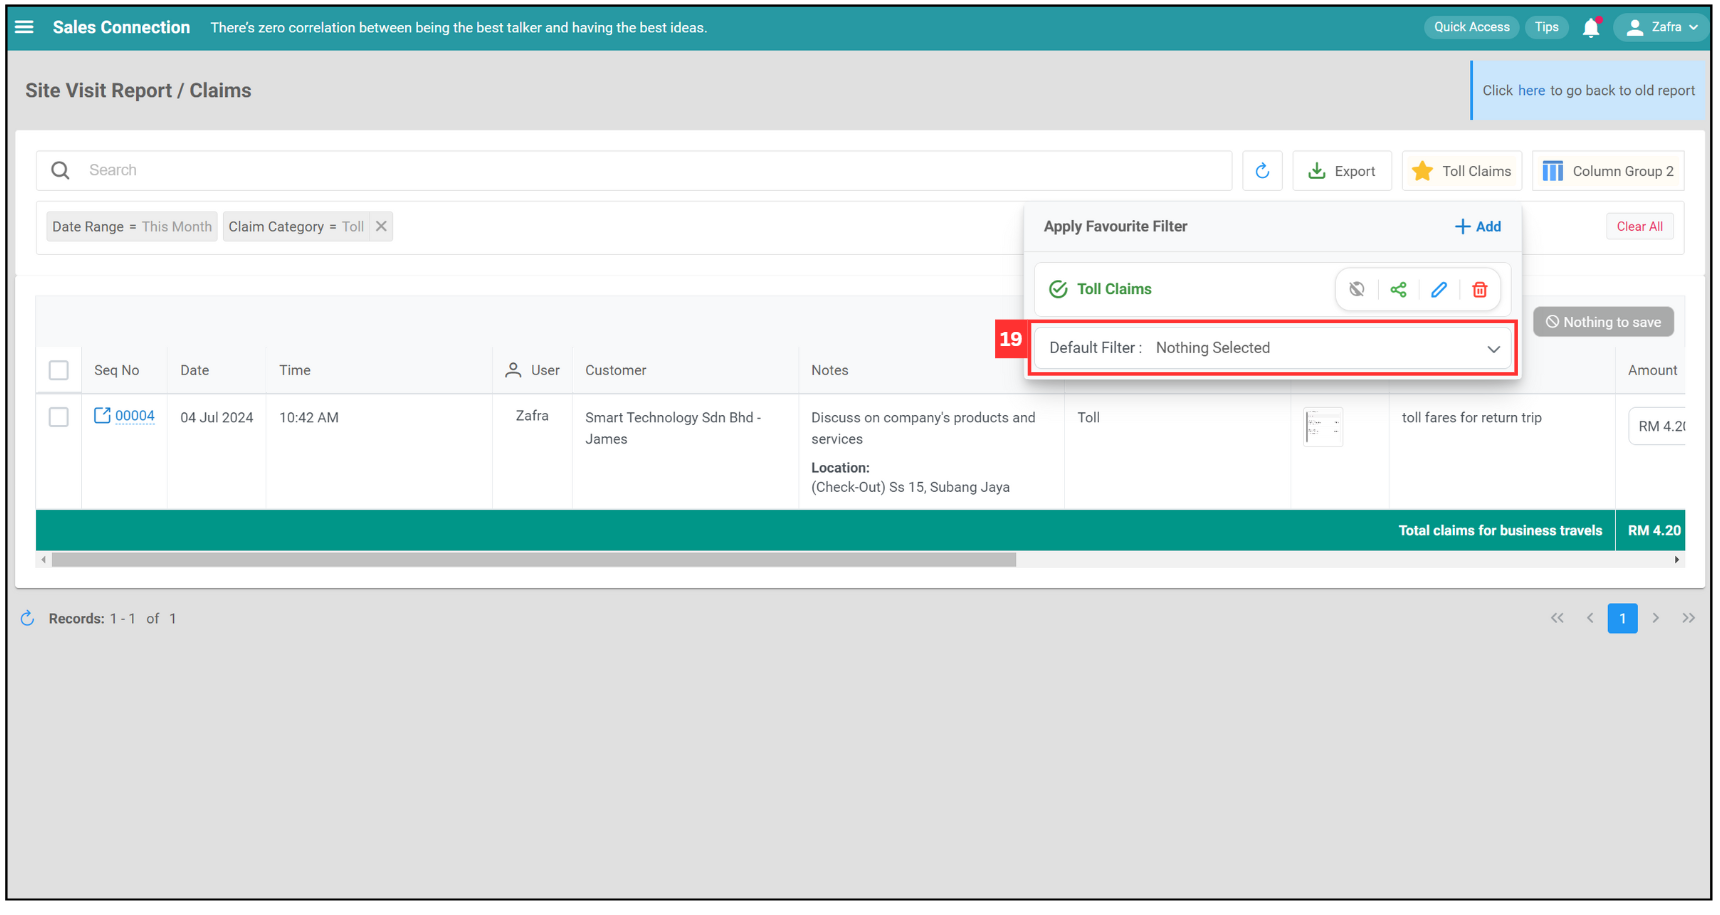 Sales Connection There's zero correlation between being the best talker and having the best ideas. Quick Access Tips Zafra
Site Visit Report / Claims
Click here to go back to old report
Search
Export
Toll Claims
Column Group 2
Date Range = This Month Claim Category = Toll
Clear All
Apply Favourite Filter
Add
Toll Claims
Nothing to save
19
Default Filter : Nothing Selected
Seq No Date Time User Customer Notes Amount
00004 04 Jul 2024 10:42 AM Zafra Smart Technology Sdn Bhd - Discuss on company's products and Toll toll fares for return trip RM 4.20
James services
Location:
(Check-Out) Ss 15, Subang Jaya
Total claims for business travels RM 4.20
Records: 1 - 1 of 1
1